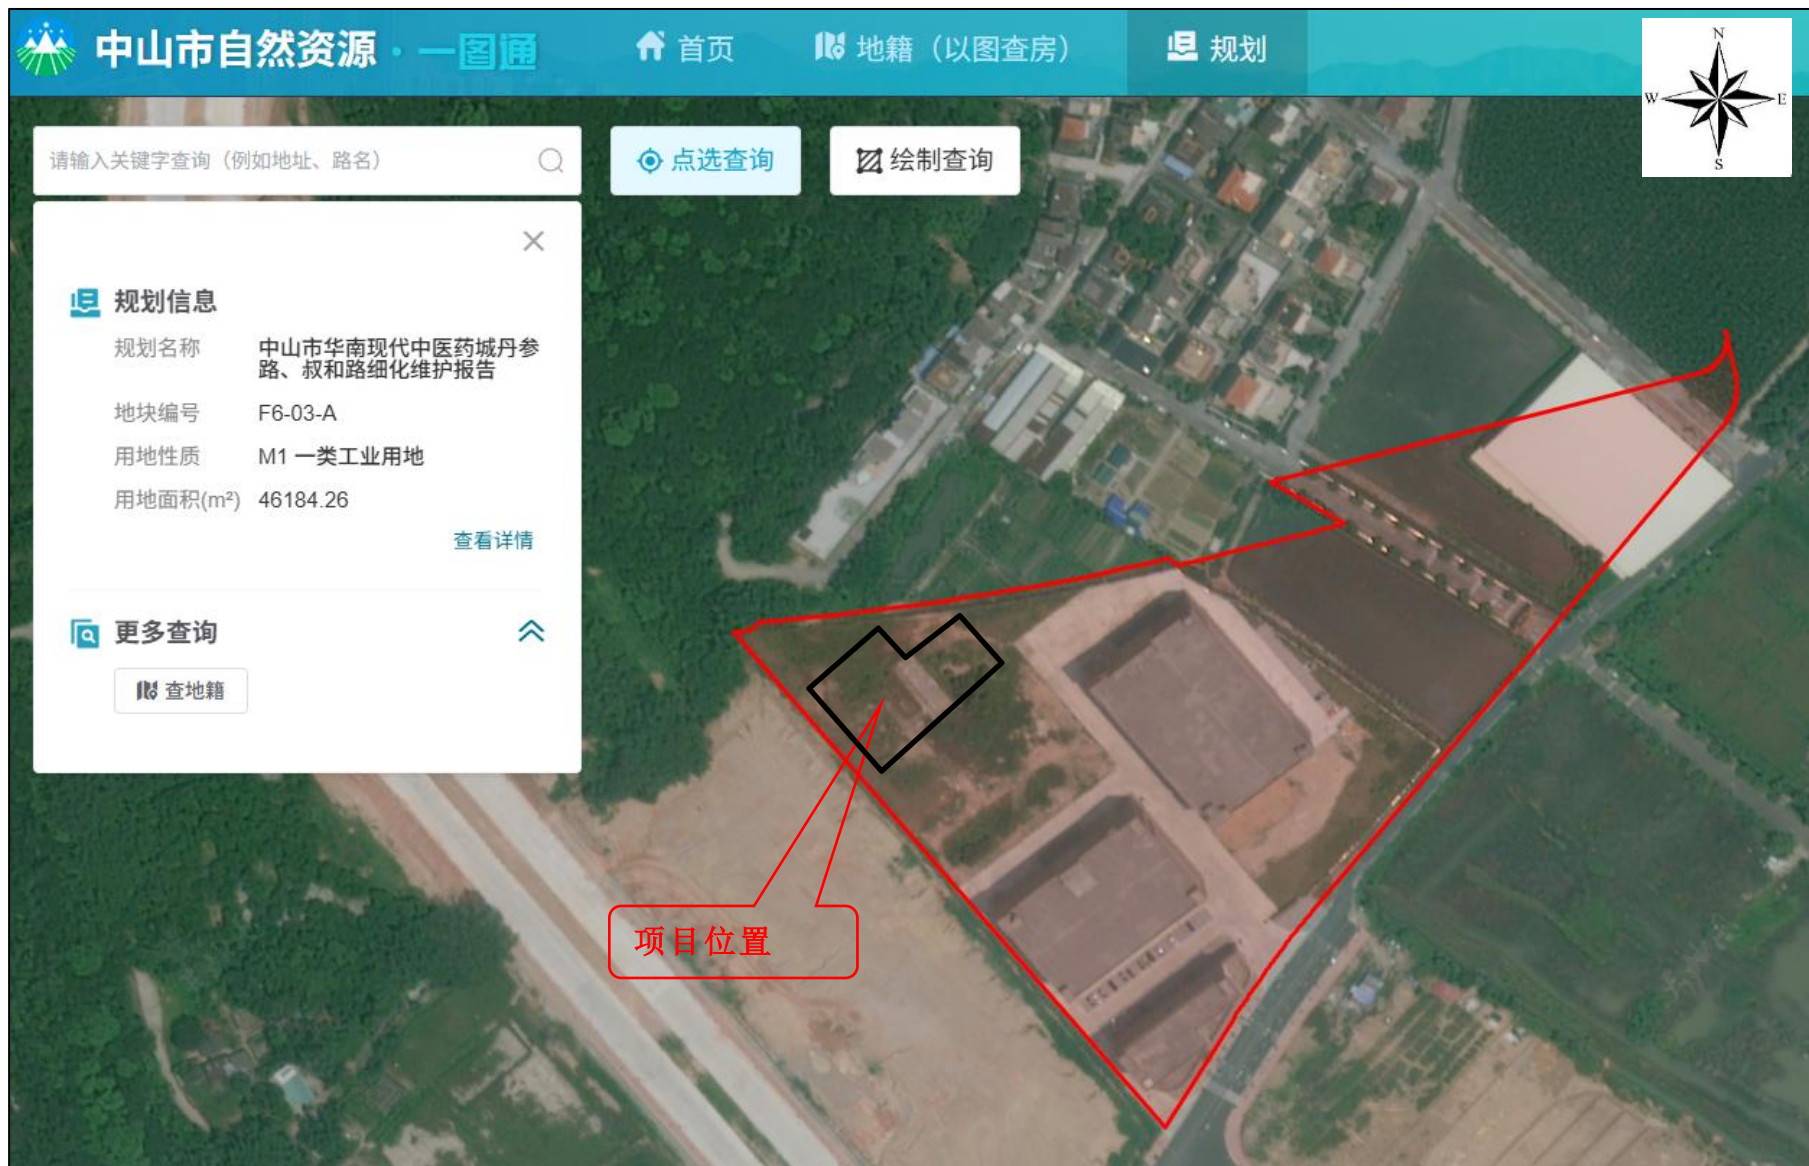 中山市自然资源·一图通
首页
地籍（以图查房）
规划
N
W
E
S
请输入关键字查询（例如地址、路名）
点选查询
绘制查询
规划信息
规划名称 中山市华南现代中医药城丹参
路、叔和路细化维护报告
地块编号 F6-03-A
用地性质 M1 一类工业用地
用地面积(m²) 46184.26
查看详情
更多查询
查地籍
项目位置